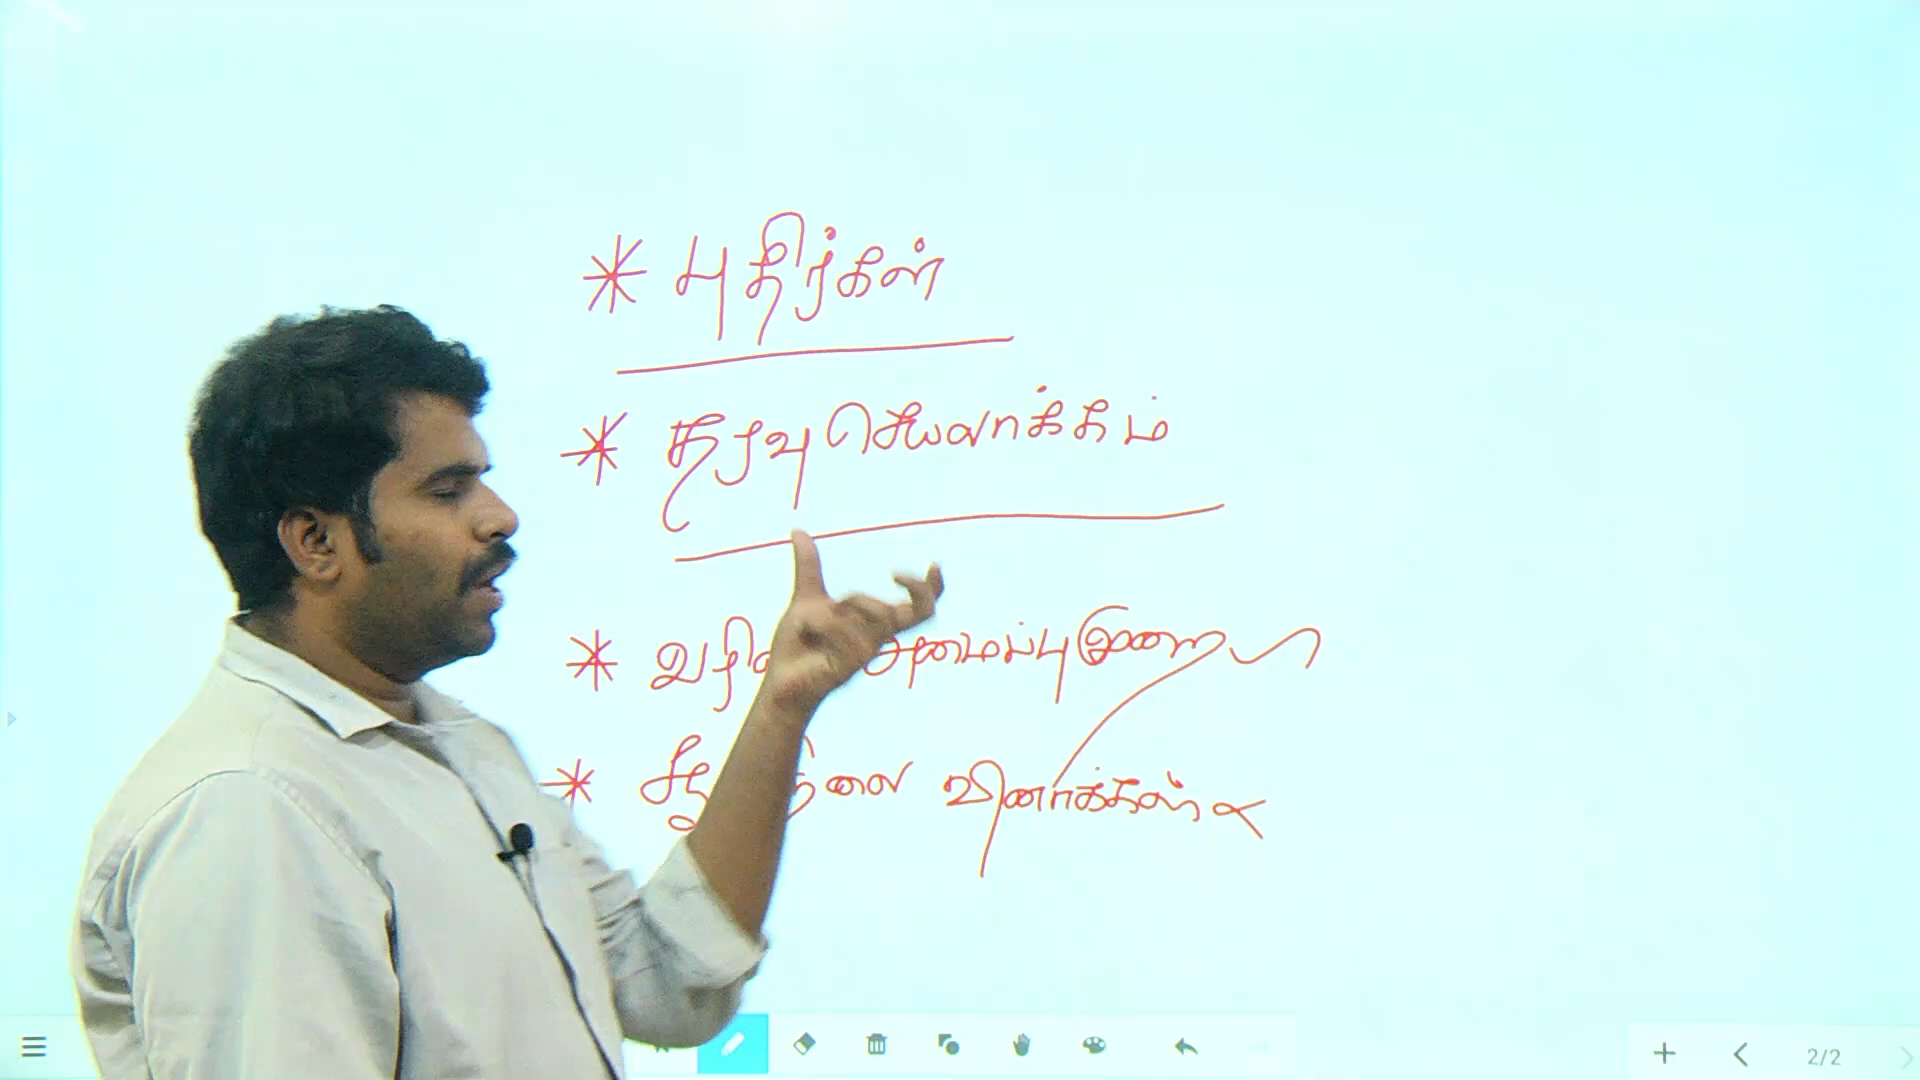 * புதிர்கள்
* தரவு செயலாக்கம்
* அமைப்பு முறை
* வினாக்கள்
2/2